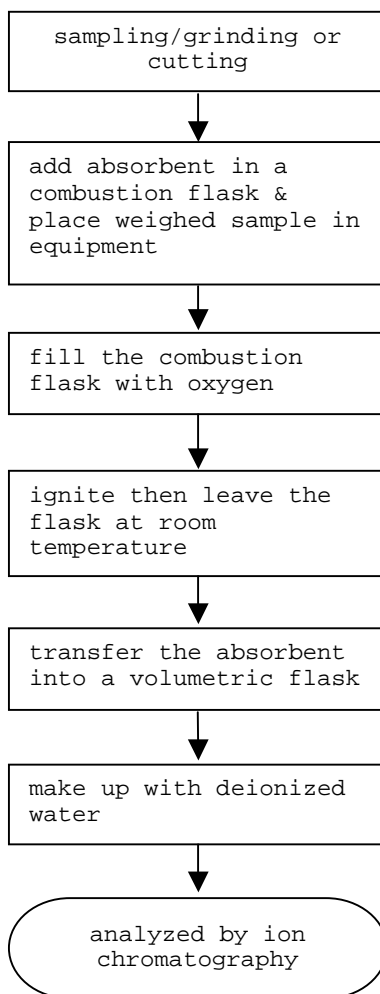 sampling/grinding or
cutting
add absorbent in a
combustion flask &
place weighed sample in
equipment
fill the combustion
flask with oxygen
ignite then leave the
flask at room
temperature
transfer the absorbent
into a volumetric flask
make up with deionized
water
analyzed by ion
chromatography